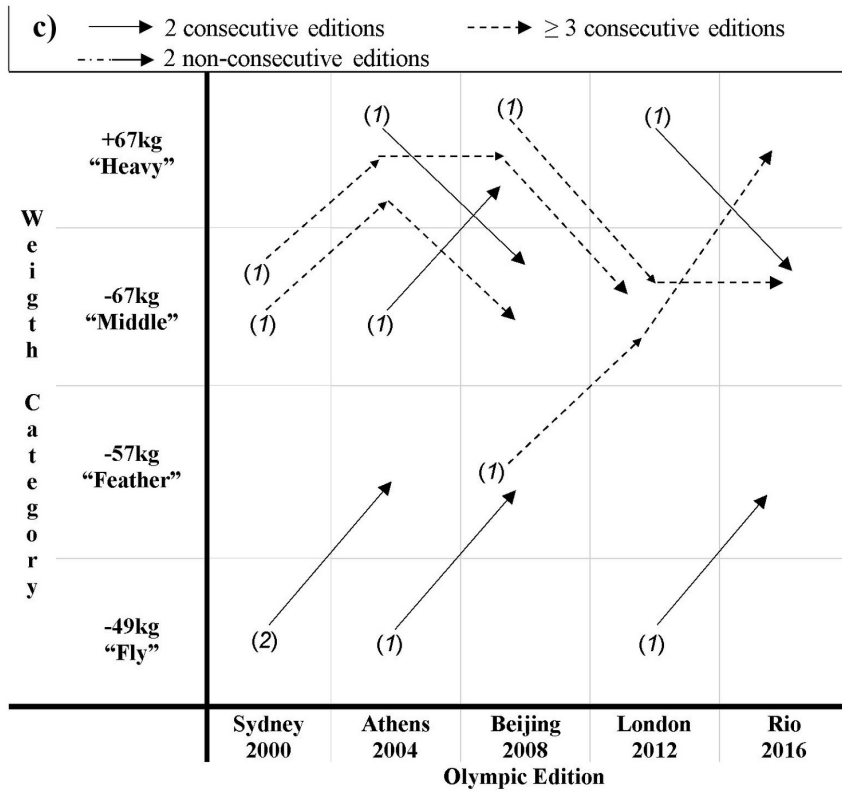 c) 2 consecutive editions ≥ 3 consecutive editions
2 non-consecutive editions
Weigth Category
+67kg
“Heavy”
-67kg
“Middle”
-57kg
“Feather”
-49kg
“Fly”
(1)
(1)
(1)
(1)
(1)
(1)
(1)
(2)
(1)
(1)
Sydney
2000
Athens
2004
Beijing
2008
London
2012
Rio
2016
Olympic Edition